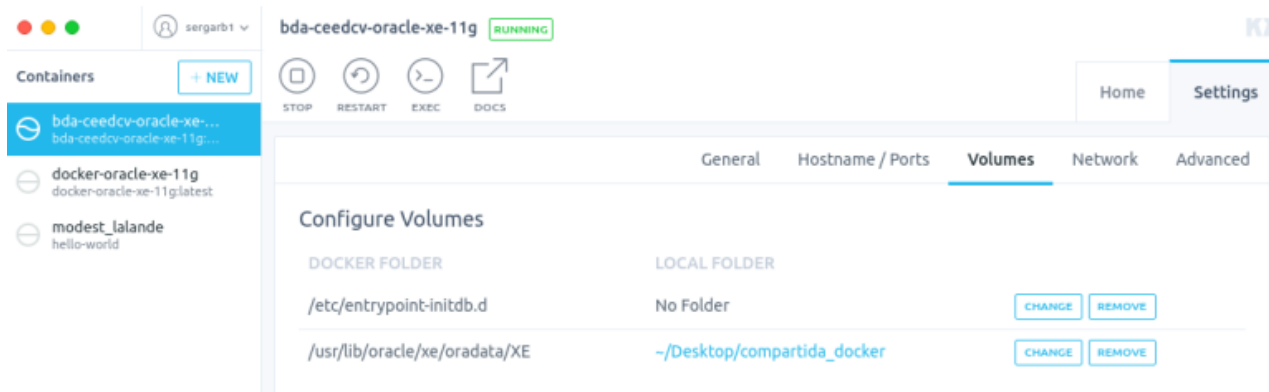 sergarb1
bda-ceedcv-oracle-xe-11g RUNNING
Containers
+ NEW
STOP RESTART EXEC DOCS
Home Settings
bda-ceedcv-oracle-xe-...
bda-ceedcv-oracle-xe-11g:...
docker-oracle-xe-11g
docker-oracle-xe-11g:latest
modest_lalande
hello-world
General Hostname / Ports Volumes Network Advanced
Configure Volumes
DOCKER FOLDER LOCAL FOLDER
/etc/entrypoint-initdb.d No Folder CHANGE REMOVE
/usr/lib/oracle/xe/oradata/XE ~/Desktop/compartida_docker CHANGE REMOVE